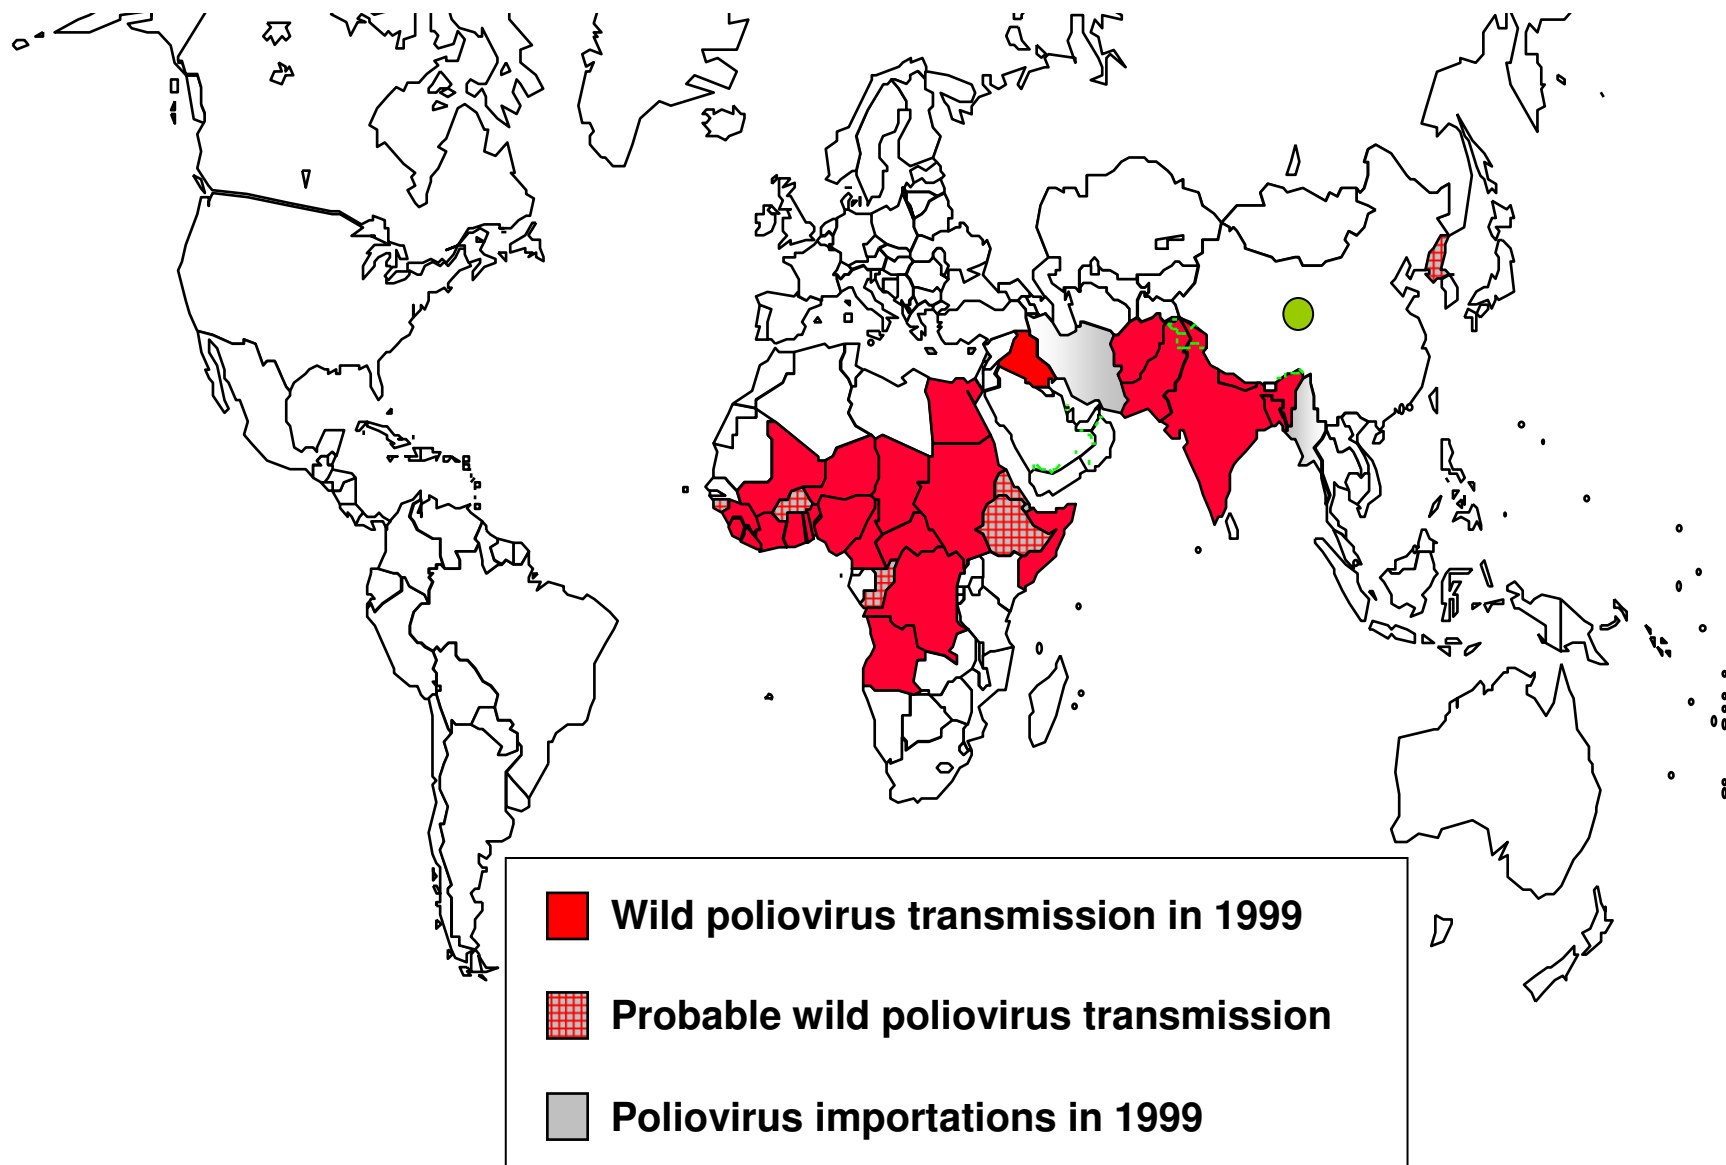 Wild poliovirus transmission in 1999
Probable wild poliovirus transmission
Poliovirus importations in 1999